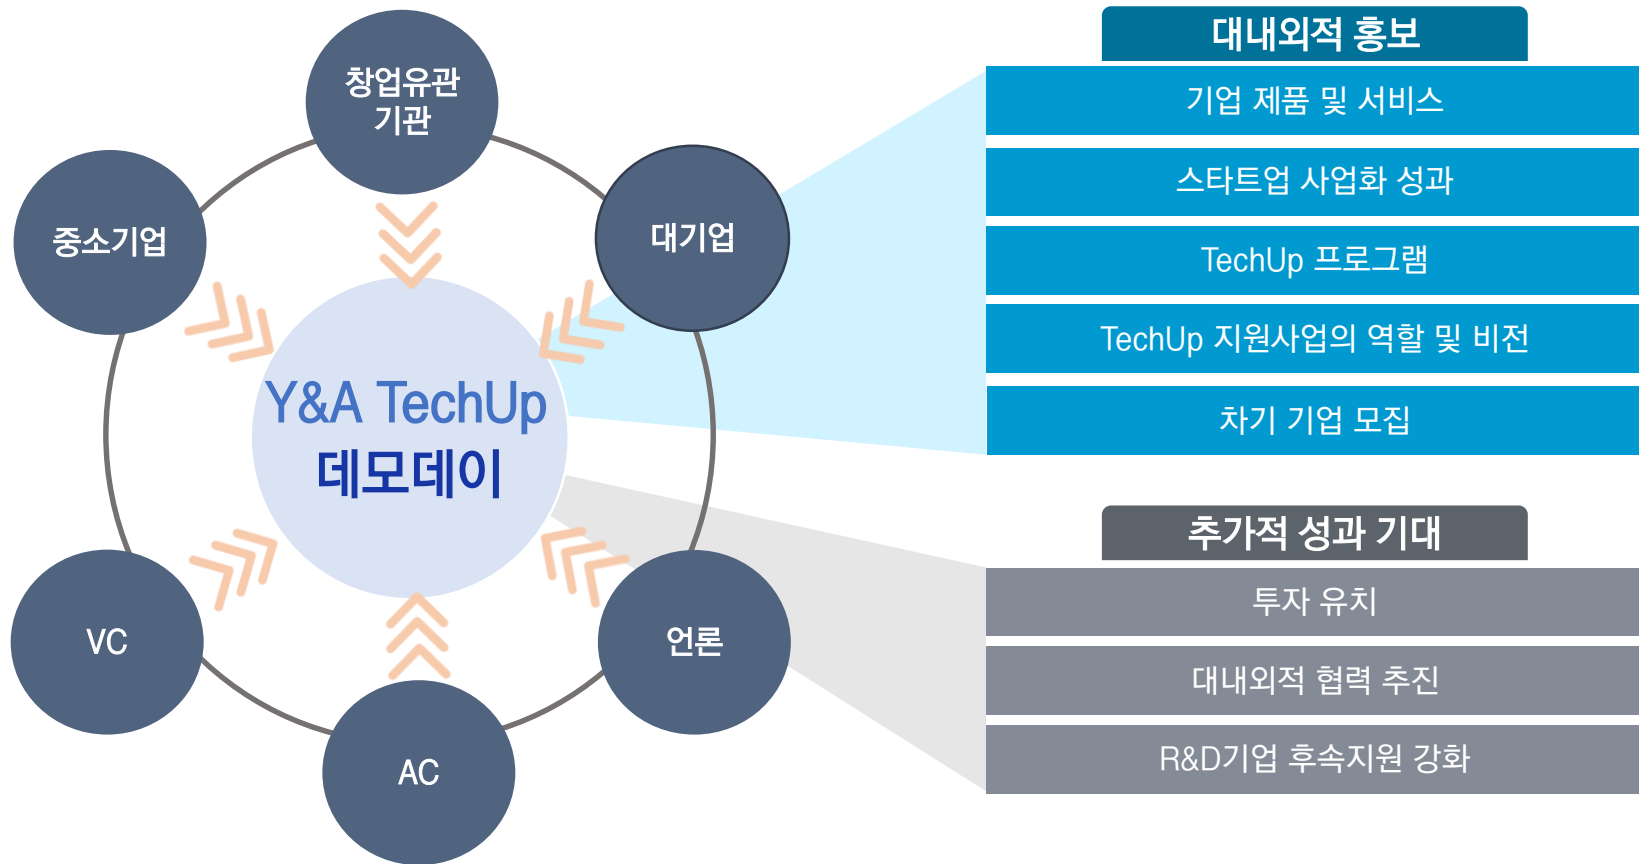 창업유관
기관
중소기업
대기업
Y&A TechUp
데모데이
VC
언론
AC
대내외적 홍보
기업 제품 및 서비스
스타트업 사업화 성과
TechUp 프로그램
TechUp 지원사업의 역할 및 비전
차기 기업 모집
추가적 성과 기대
투자 유치
대내외적 협력 추진
R&D기업 후속지원 강화